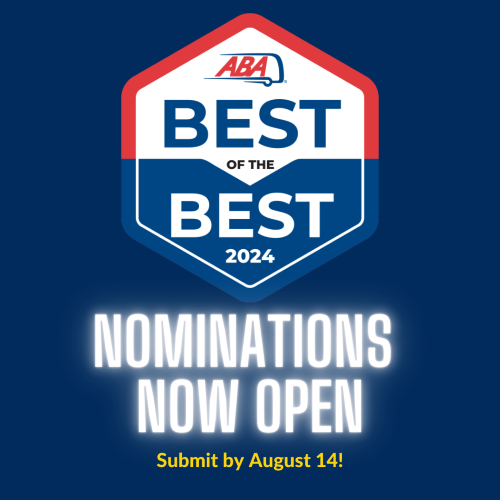 ABA
BEST
OF THE
BEST
2024
NOMINATIONS
NOW OPEN
Submit by August 14!